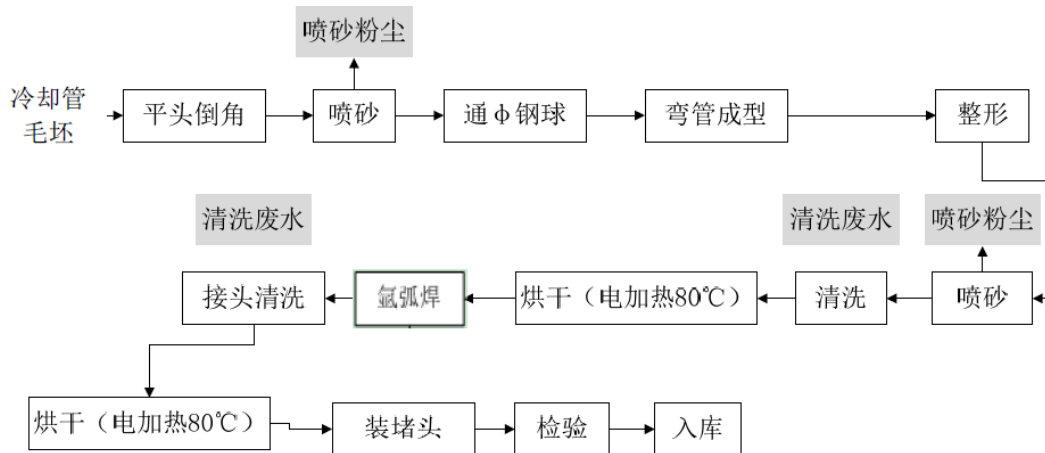 喷砂粉尘
冷却管
毛坯
平头倒角
喷砂
通φ钢球
弯管成型
整形
清洗废水
清洗废水
喷砂粉尘
接头清洗
氩弧焊
烘干（电加热80℃）
清洗
喷砂
烘干（电加热80℃）
装堵头
检验
入库